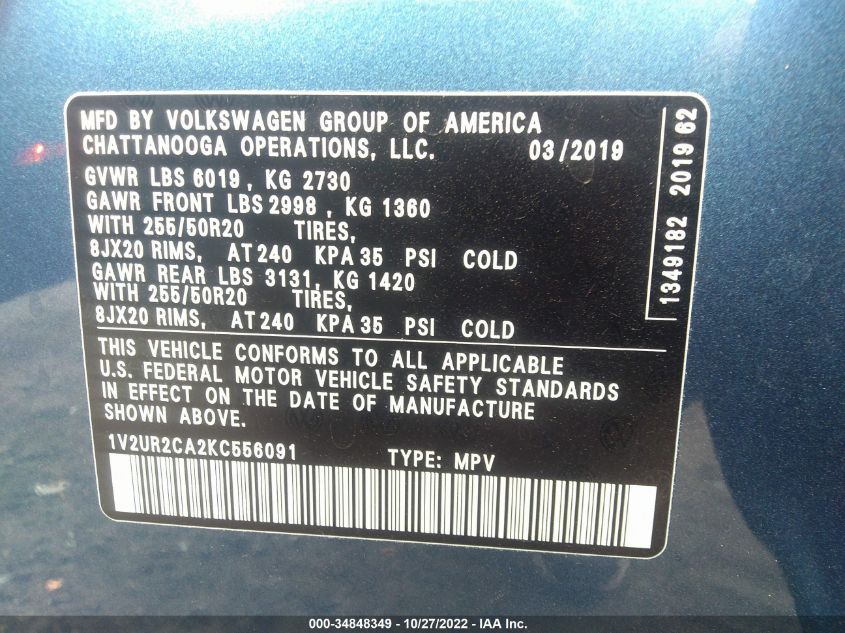 MFD BY VOLKSWAGEN GROUP OF AMERICA
CHATTANOOGA OPERATIONS, LLC. 03/2019
GVWR LBS 6019, KG 2730
GAWR FRONT LBS 2998, KG 1360
WITH 255/50R20 TIRES,
8JX20 RIMS, AT 240 KPA 35 PSI COLD
GAWR REAR LBS 3131, KG 1420
WITH 255/50R20 TIRES,
8JX20 RIMS, AT 240 KPA 35 PSI COLD
THIS VEHICLE CONFORMS TO ALL APPLICABLE
U.S. FEDERAL MOTOR VEHICLE SAFETY STANDARDS
IN EFFECT ON THE DATE OF MANUFACTURE
SHOWN ABOVE.
1V2UR2CA2KC556091 TYPE: MPV
1349182 2019 62
000-34848349 - 10/27/2022 - IAA Inc.